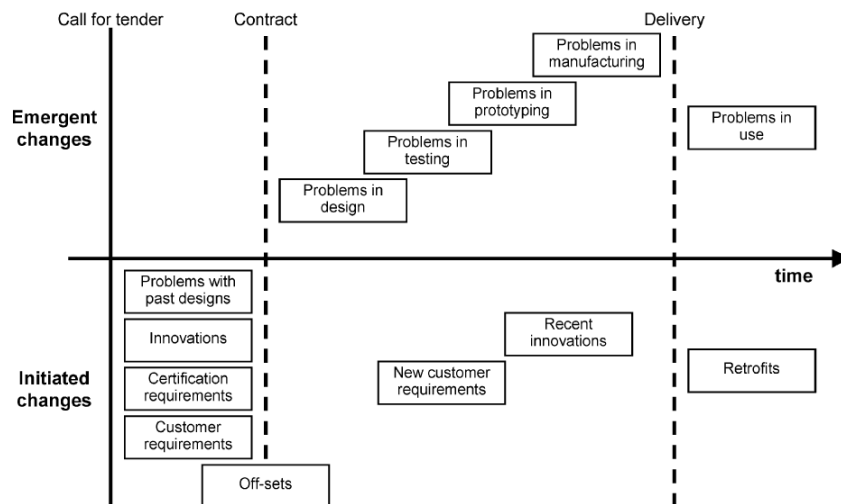 Call for tender
Contract
Delivery
Problems in
manufacturing
Problems in
prototyping
Emergent
changes
Problems in
use
Problems in
testing
Problems in
design
time
Problems with
past designs
Innovations
Recent
innovations
Initiated
changes
Certification
requirements
New customer
requirements
Retrofits
Customer
requirements
Off-sets